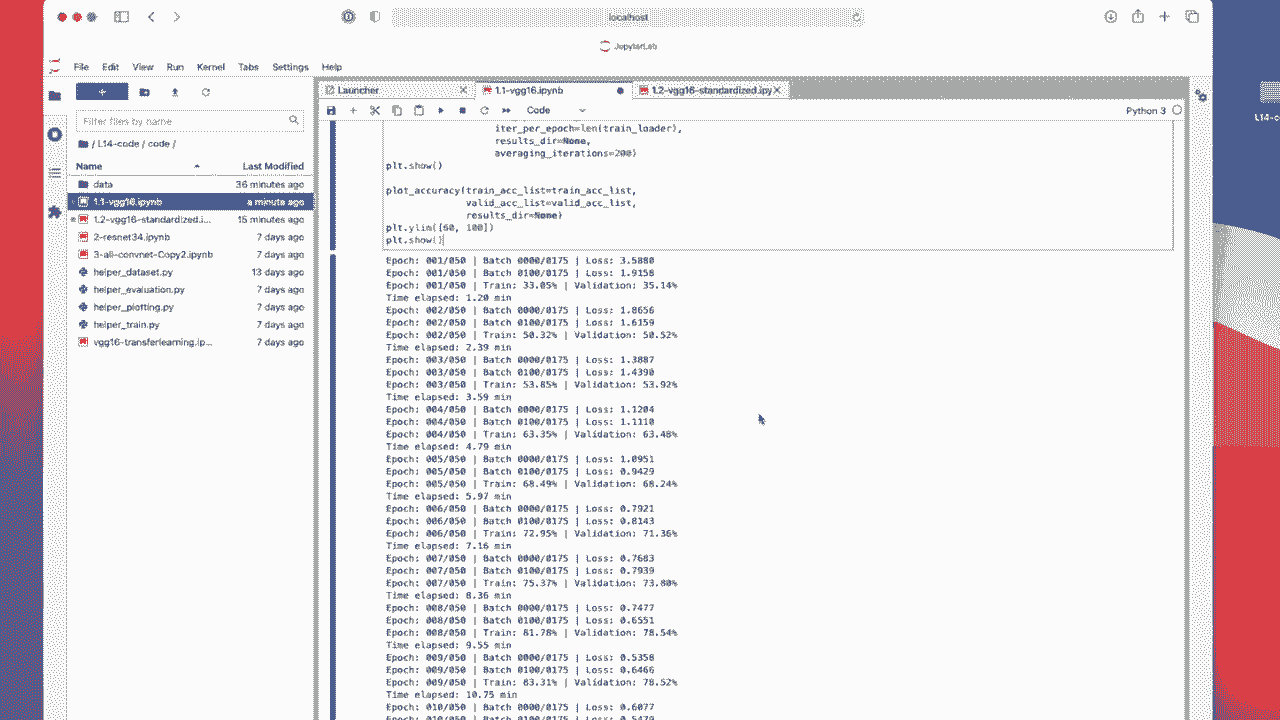 localhost
JupyterLab
File Edit View Run Kernel Tabs Settings Help
Launcher
1.1-vgg16.ipynb
1.2-vgg16-standardized.ipy
Code
Python 3
Filter files by name
/ L14-code / code /
Name Last Modified
data 36 minutes ago
1.1-vgg16.ipynb a minute ago
1.2-vgg16-standardized.i... 15 minutes ago
2-resnet34.ipynb 7 days ago
3-all-convnet-Copy2.ipynb 7 days ago
helper_dataset.py 13 days ago
helper_evaluation.py 7 days ago
helper_plotting.py 7 days ago
helper_train.py 7 days ago
vgg16-transferlearning.ip... 7 days ago
L14-c
iter_per_epoch=len(train_loader),
results_dir=None,
averaging_iterations=200)
plt.show()
plot_accuracy(train_acc_list=train_acc_list,
valid_acc_list=valid_acc_list,
results_dir=None)
plt.ylim([60, 100])
plt.show()
Epoch: 001/050 | Batch 0000/0175 | Loss: 3.5880
Epoch: 001/050 | Batch 0100/0175 | Loss: 1.9158
Epoch: 001/050 | Train: 33.05% | Validation: 35.14%
Time elapsed: 1.20 min
Epoch: 002/050 | Batch 0000/0175 | Loss: 1.8656
Epoch: 002/050 | Batch 0100/0175 | Loss: 1.6159
Epoch: 002/050 | Train: 50.32% | Validation: 50.52%
Time elapsed: 2.39 min
Epoch: 003/050 | Batch 0000/0175 | Loss: 1.3887
Epoch: 003/050 | Batch 0100/0175 | Loss: 1.4390
Epoch: 003/050 | Train: 53.85% | Validation: 53.92%
Time elapsed: 3.59 min
Epoch: 004/050 | Batch 0000/0175 | Loss: 1.1204
Epoch: 004/050 | Batch 0100/0175 | Loss: 1.1110
Epoch: 004/050 | Train: 63.35% | Validation: 63.48%
Time elapsed: 4.79 min
Epoch: 005/050 | Batch 0000/0175 | Loss: 1.0951
Epoch: 005/050 | Batch 0100/0175 | Loss: 0.9429
Epoch: 005/050 | Train: 68.49% | Validation: 68.24%
Time elapsed: 5.97 min
Epoch: 006/050 | Batch 0000/0175 | Loss: 0.7921
Epoch: 006/050 | Batch 0100/0175 | Loss: 0.8143
Epoch: 006/050 | Train: 72.95% | Validation: 71.36%
Time elapsed: 7.16 min
Epoch: 007/050 | Batch 0000/0175 | Loss: 0.7683
Epoch: 007/050 | Batch 0100/0175 | Loss: 0.7939
Epoch: 007/050 | Train: 75.37% | Validation: 73.80%
Time elapsed: 8.36 min
Epoch: 008/050 | Batch 0000/0175 | Loss: 0.7477
Epoch: 008/050 | Batch 0100/0175 | Loss: 0.6551
Epoch: 008/050 | Train: 81.78% | Validation: 78.54%
Time elapsed: 9.55 min
Epoch: 009/050 | Batch 0000/0175 | Loss: 0.5358
Epoch: 009/050 | Batch 0100/0175 | Loss: 0.6466
Epoch: 009/050 | Train: 83.31% | Validation: 78.52%
Time elapsed: 10.75 min
Epoch: 010/050 | Batch 0000/0175 | Loss: 0.6077